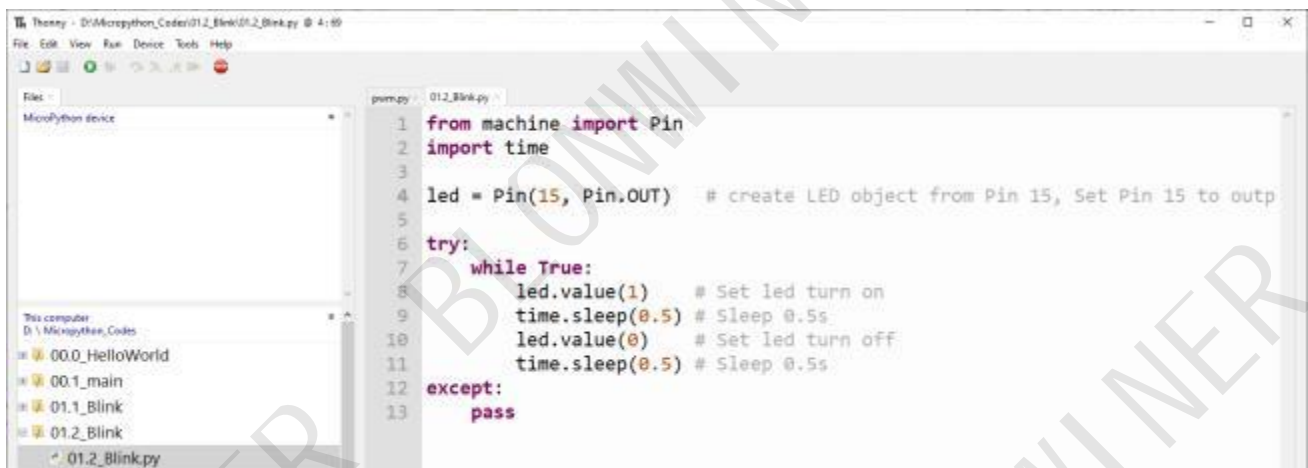 Thonny - D:\Micropython_Codes\01.2_Blink\01.2_Blink.py @ 4:69
File Edit View Run Device Tools Help
Files
MicroPython device
This computer
D: \ Micropython_Codes
00.0_HelloWorld
00.1_main
01.1_Blink
01.2_Blink
01.2_Blink.py
pwm.py 01.2_Blink.py
1 from machine import Pin
2 import time
3
4 led = Pin(15, Pin.OUT) # create LED object from Pin 15, Set Pin 15 to outp
5
6 try:
7 while True:
8 led.value(1) # Set led turn on
9 time.sleep(0.5) # Sleep 0.5s
10 led.value(0) # Set led turn off
11 time.sleep(0.5) # Sleep 0.5s
12 except:
13 pass
BLONWINNER